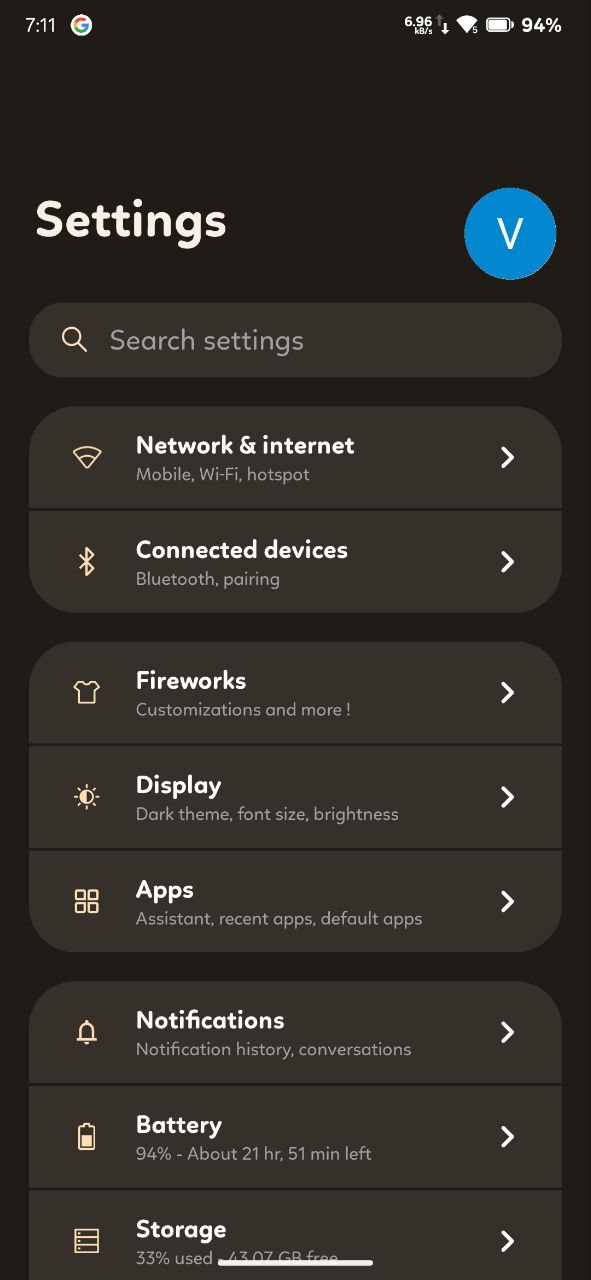 7:11
6.96
kB/s
5
94%
Settings
V
Search settings
Network & internet
Mobile, Wi-Fi, hotspot
Connected devices
Bluetooth, pairing
Fireworks
Customizations and more !
Display
Dark theme, font size, brightness
Apps
Assistant, recent apps, default apps
Notifications
Notification history, conversations
Battery
94% - About 21 hr, 51 min left
Storage
33% used - 43.07 GB free